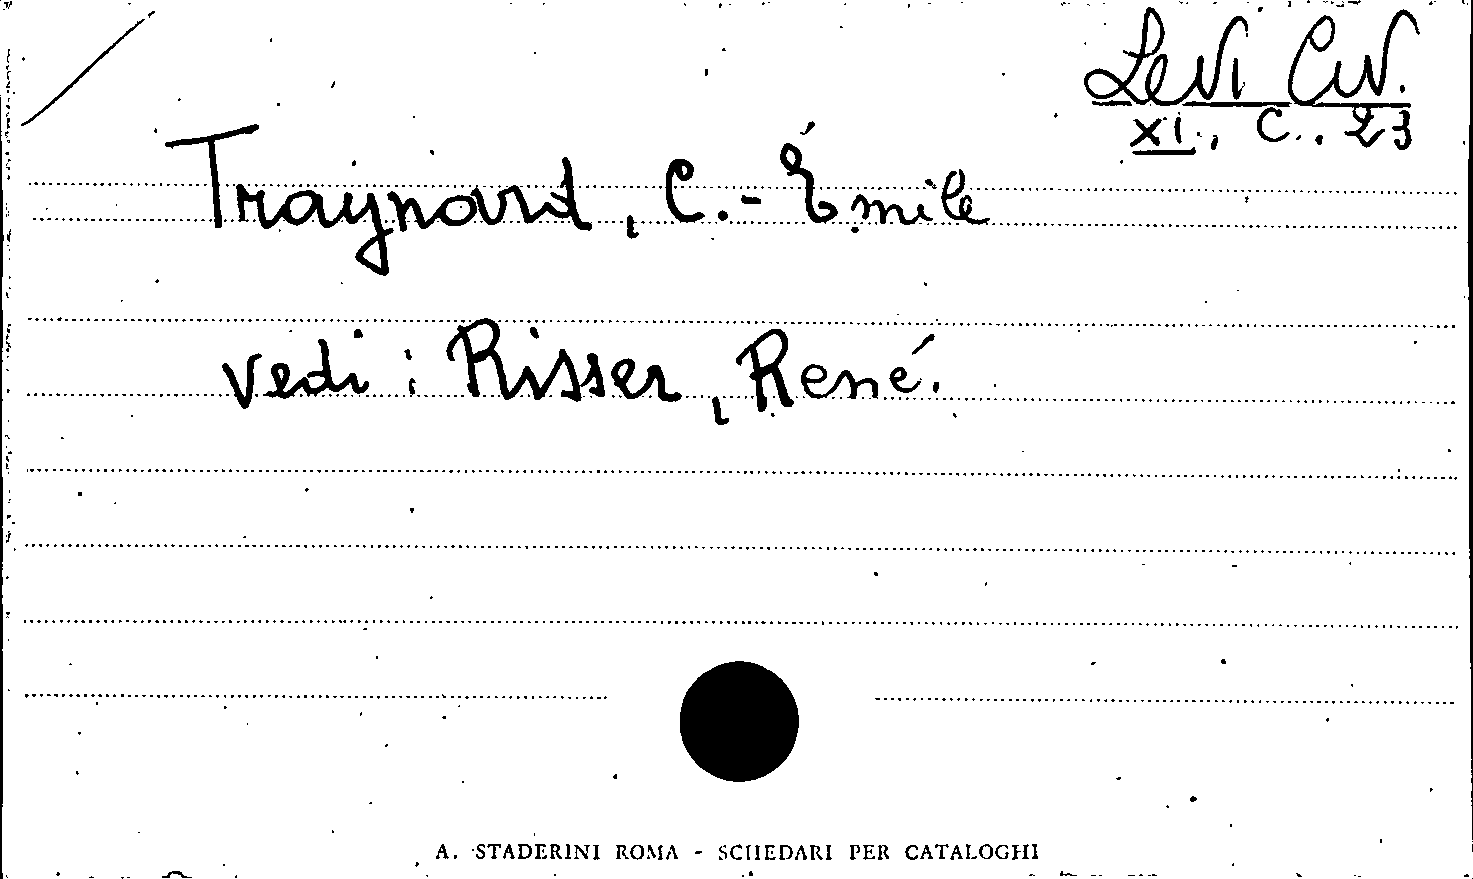 Levi Civ.
XI., C.. 23
Traynard, C.-Émile
vedi: Risser, René.
A. STADERINI ROMA - SCHEDARI PER CATALOGHI